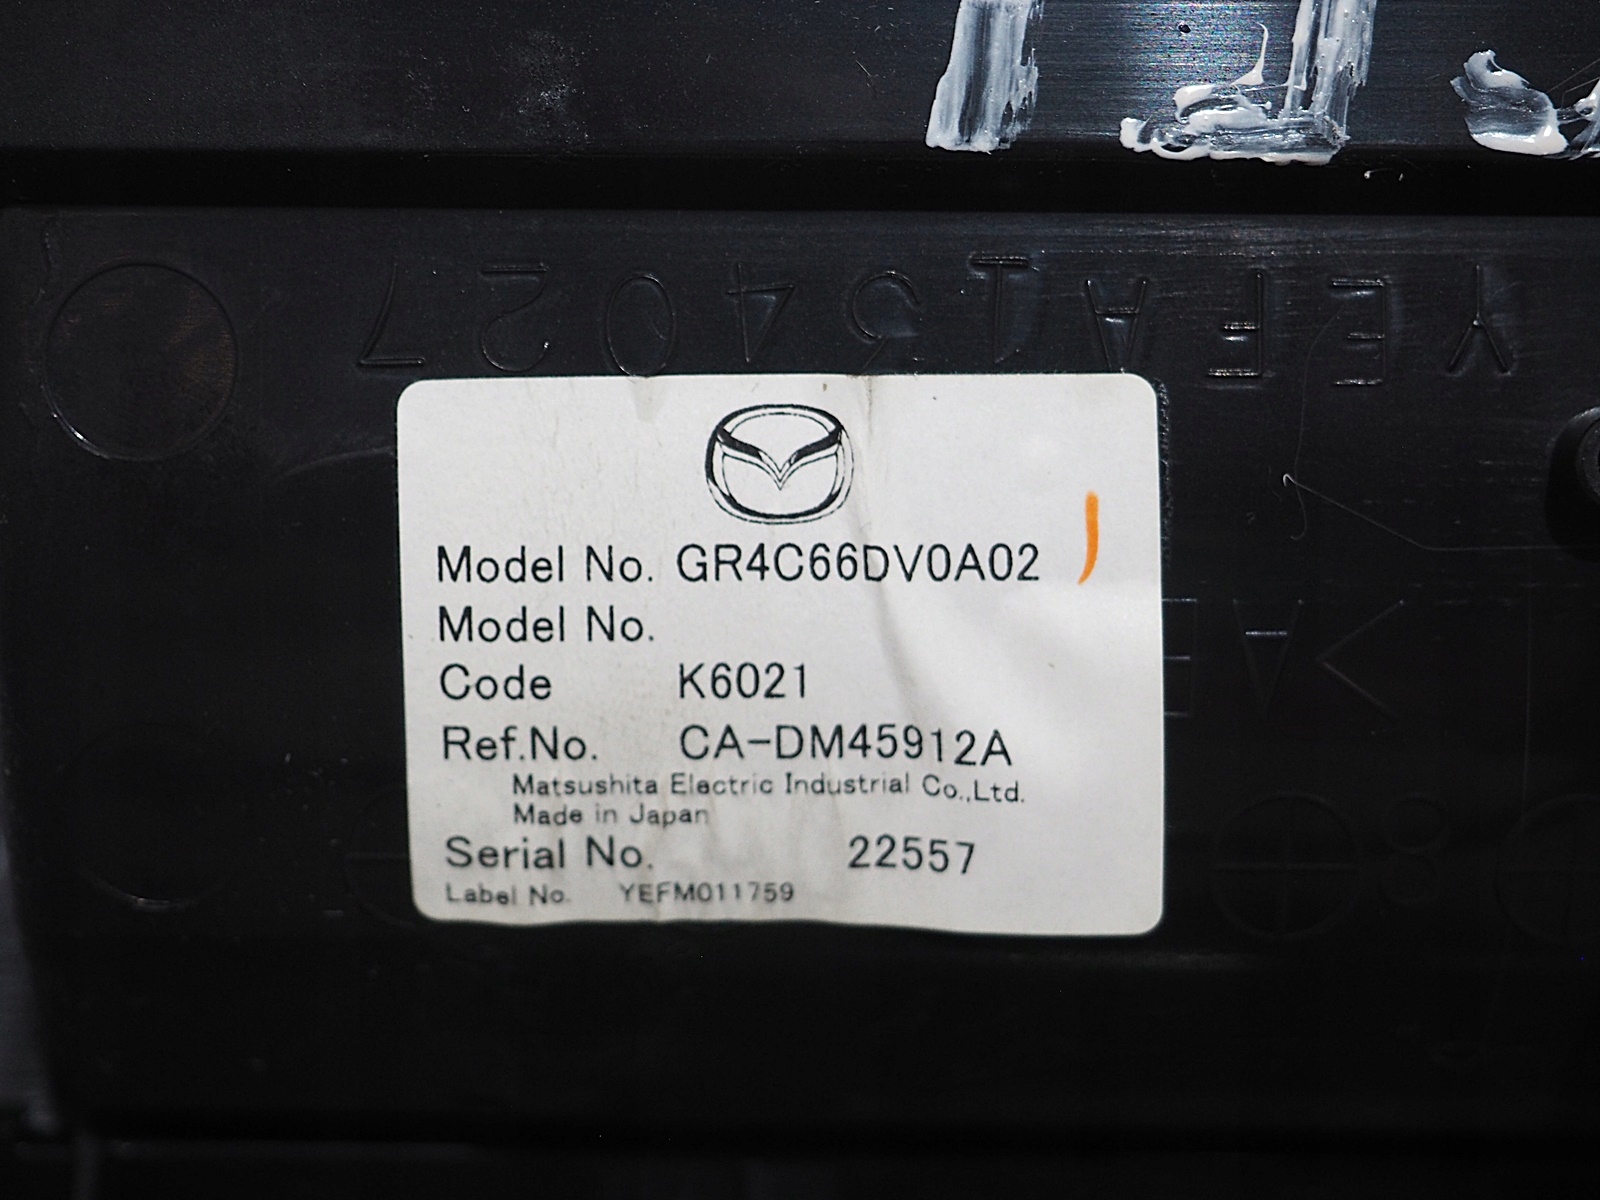 YEFA134027
Model No. GR4C66DV0A02
Model No.
Code K6021
Ref.No. CA-DM45912A
Matsushita Electric Industrial Co.,Ltd.
Made in Japan
Serial No. 22557
Label No. YEFM011759